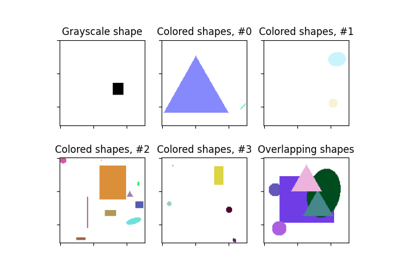 Grayscale shape
Colored shapes, #0
Colored shapes, #1
Colored shapes, #2
Colored shapes, #3
Overlapping shapes